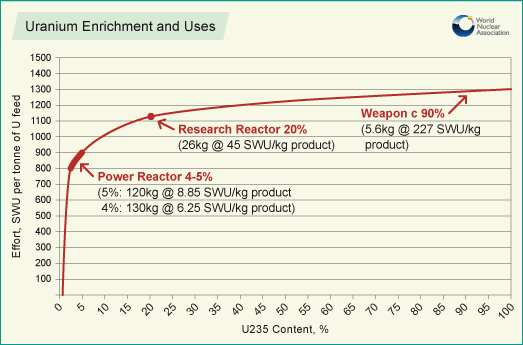 Uranium Enrichment and Uses
World
Nuclear
Association
Effort, SWU per tonne of U feed
1500
1400
1300
1200
1100
1000
900
800
700
600
500
400
300
200
100
Weapon c 90%
(5.6kg @ 227 SWU/kg
product)
Research Reactor 20%
(26kg @ 45 SWU/kg product)
Power Reactor 4-5%
(5%: 120kg @ 8.85 SWU/kg product
4%: 130kg @ 6.25 SWU/kg product)
0 5 10 15 20 25 30 35 40 45 50 55 60 65 70 75 80 85 90 95 100
U235 Content, %